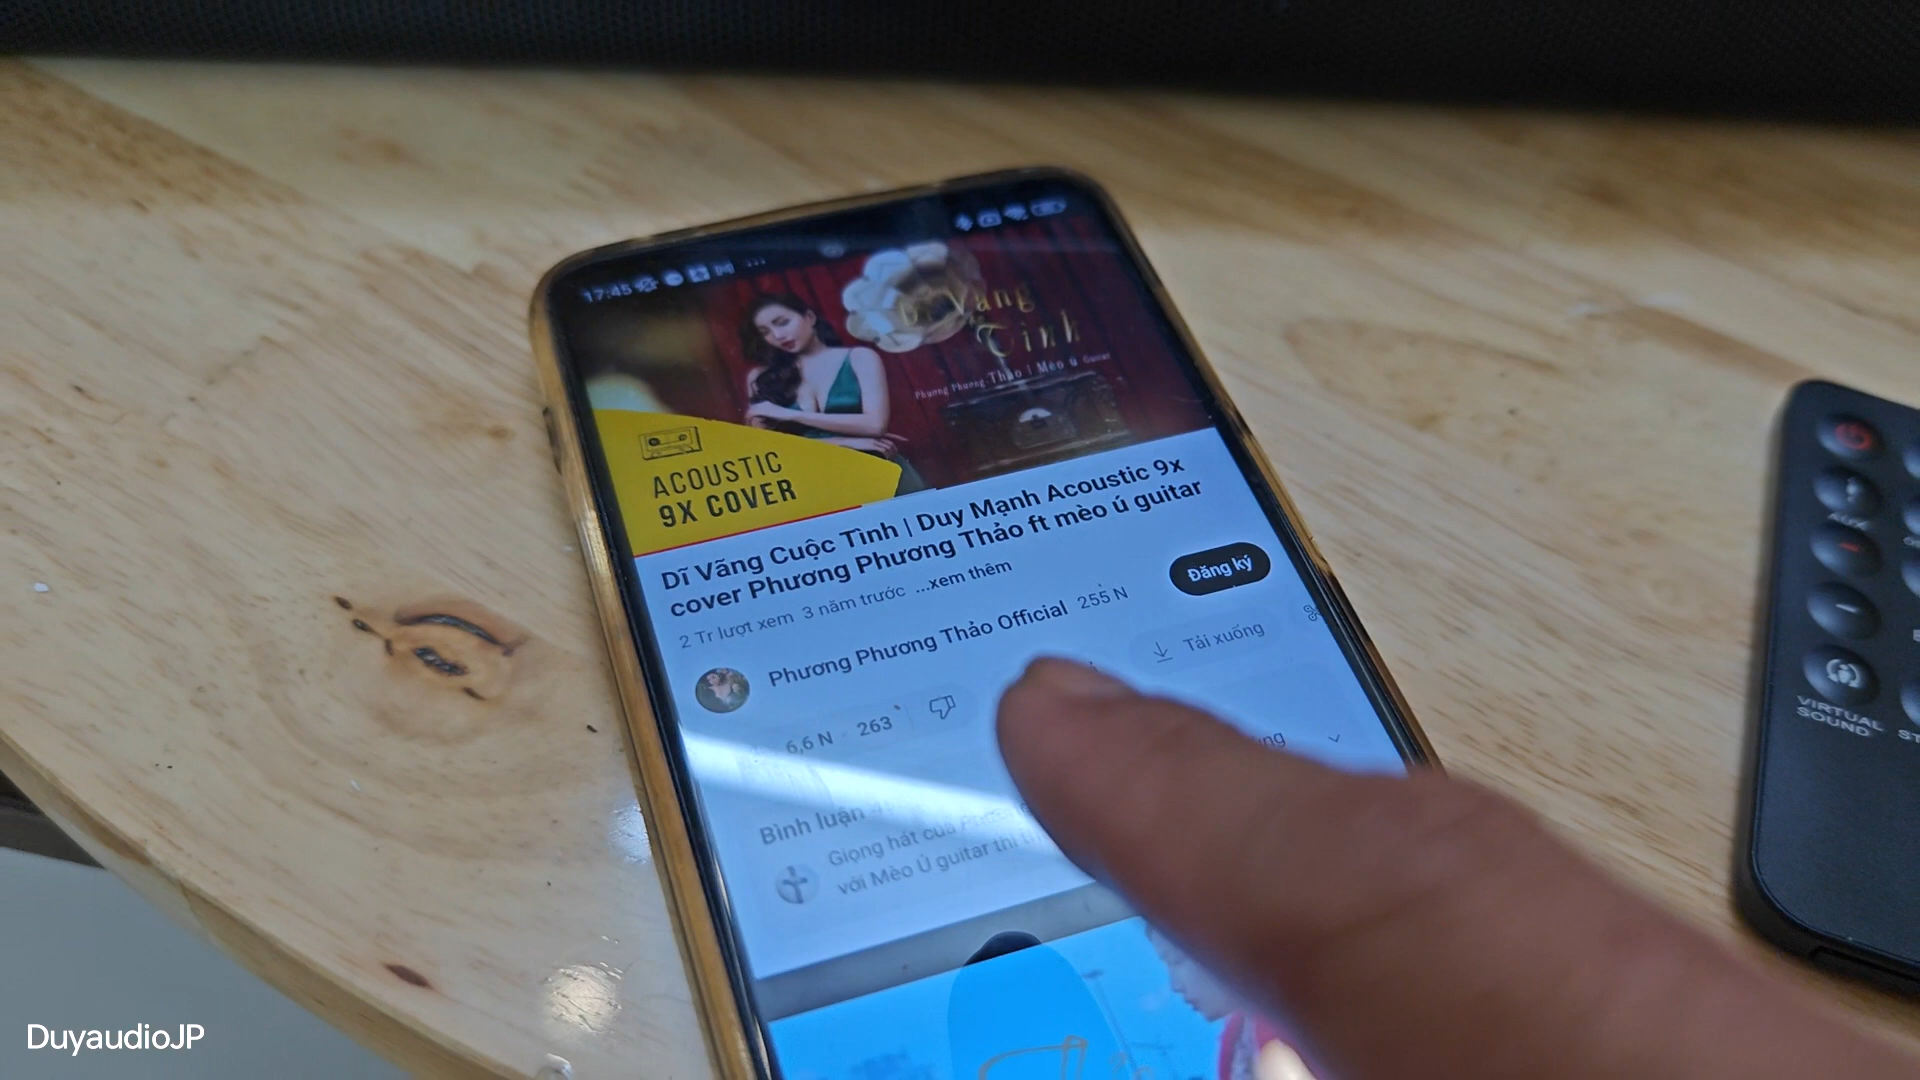 17:45
Dĩ Vãng
Tình
Phương Phương Thảo | Mèo ú Guitar
ACOUSTIC
9X COVER
Dĩ Vãng Cuộc Tình | Duy Mạnh Acoustic 9x
cover Phương Phương Thảo ft mèo ú guitar
2 Tr lượt xem 3 năm trước ...xem thêm
Phương Phương Thảo Official 255 N
Đăng ký
6,6 N 263
Tải xuống
Bình luận
Giọng hát của
với Mèo Ú guitar thì
AUX
VIRTUAL
SOUND
DuyaudioJP